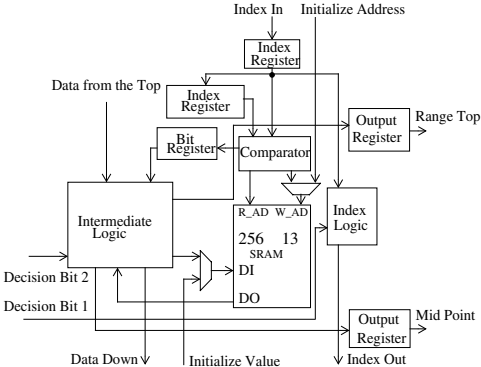 Index In
Initialize Address
Index
Register
Data from the Top
Index
Register
Output
Register
Range Top
Bit
Register
Comparator
R_AD W_AD
Intermediate
Logic
256 13
SRAM
DI
DO
Index
Logic
Decision Bit 2
Decision Bit 1
Output
Register
Mid Point
Data Down
Initialize Value
Index Out